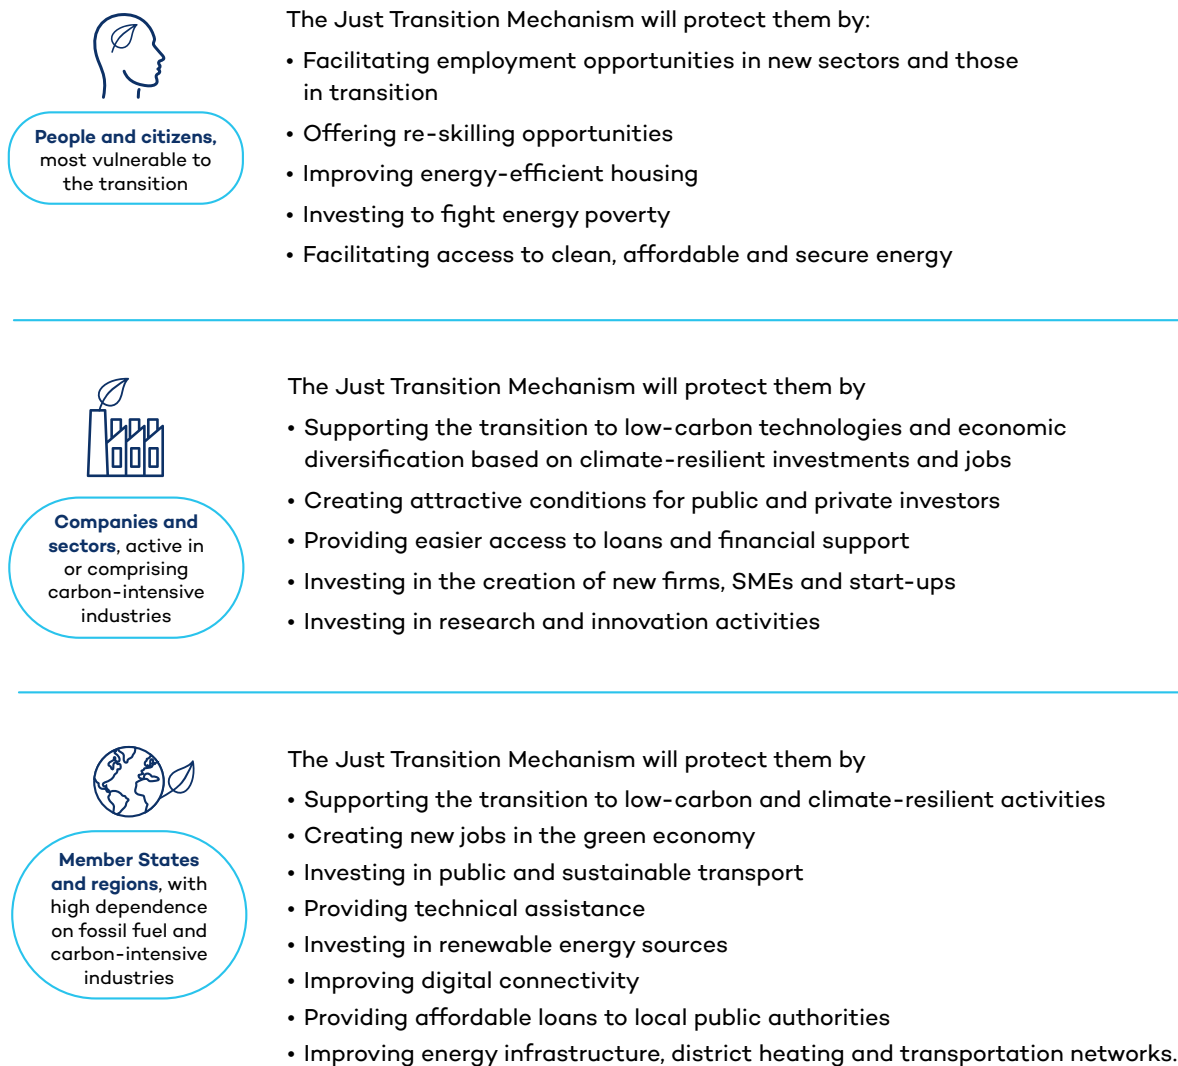 People and citizens,
most vulnerable to
the transition
The Just Transition Mechanism will protect them by:
• Facilitating employment opportunities in new sectors and those
in transition
• Offering re-skilling opportunities
• Improving energy-efficient housing
• Investing to fight energy poverty
• Facilitating access to clean, affordable and secure energy
Companies and
sectors, active in
or comprising
carbon-intensive
industries
The Just Transition Mechanism will protect them by
• Supporting the transition to low-carbon technologies and economic
diversification based on climate-resilient investments and jobs
• Creating attractive conditions for public and private investors
• Providing easier access to loans and financial support
• Investing in the creation of new firms, SMEs and start-ups
• Investing in research and innovation activities
Member States
and regions, with
high dependence
on fossil fuel and
carbon-intensive
industries
The Just Transition Mechanism will protect them by
• Supporting the transition to low-carbon and climate-resilient activities
• Creating new jobs in the green economy
• Investing in public and sustainable transport
• Providing technical assistance
• Investing in renewable energy sources
• Improving digital connectivity
• Providing affordable loans to local public authorities
• Improving energy infrastructure, district heating and transportation networks.